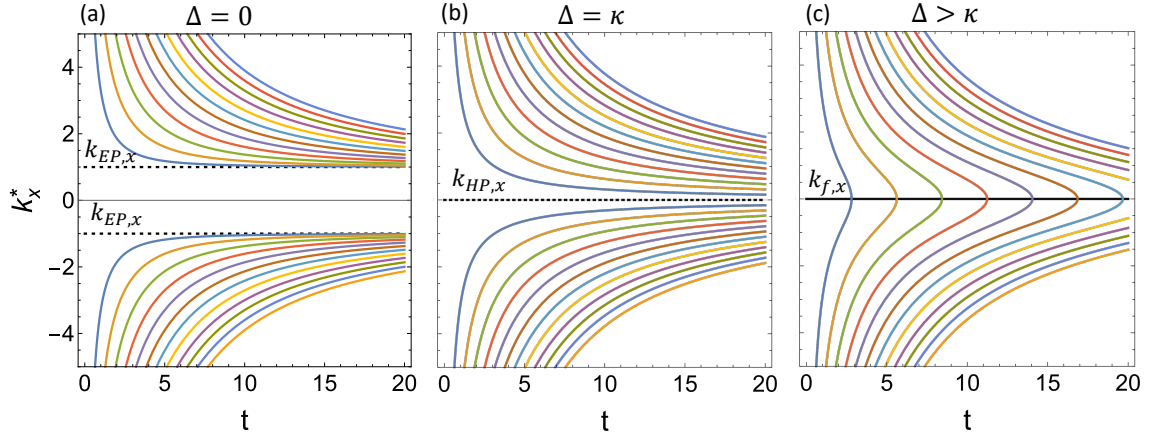 (a) Δ = 0
(b) Δ = κ
(c) Δ > κ
k*x
4
2
0
−2
−4
kEP,x
kEP,x
kHP,x
kf,x
0 5 10 15 20
0 5 10 15 20
0 5 10 15 20
t
t
t